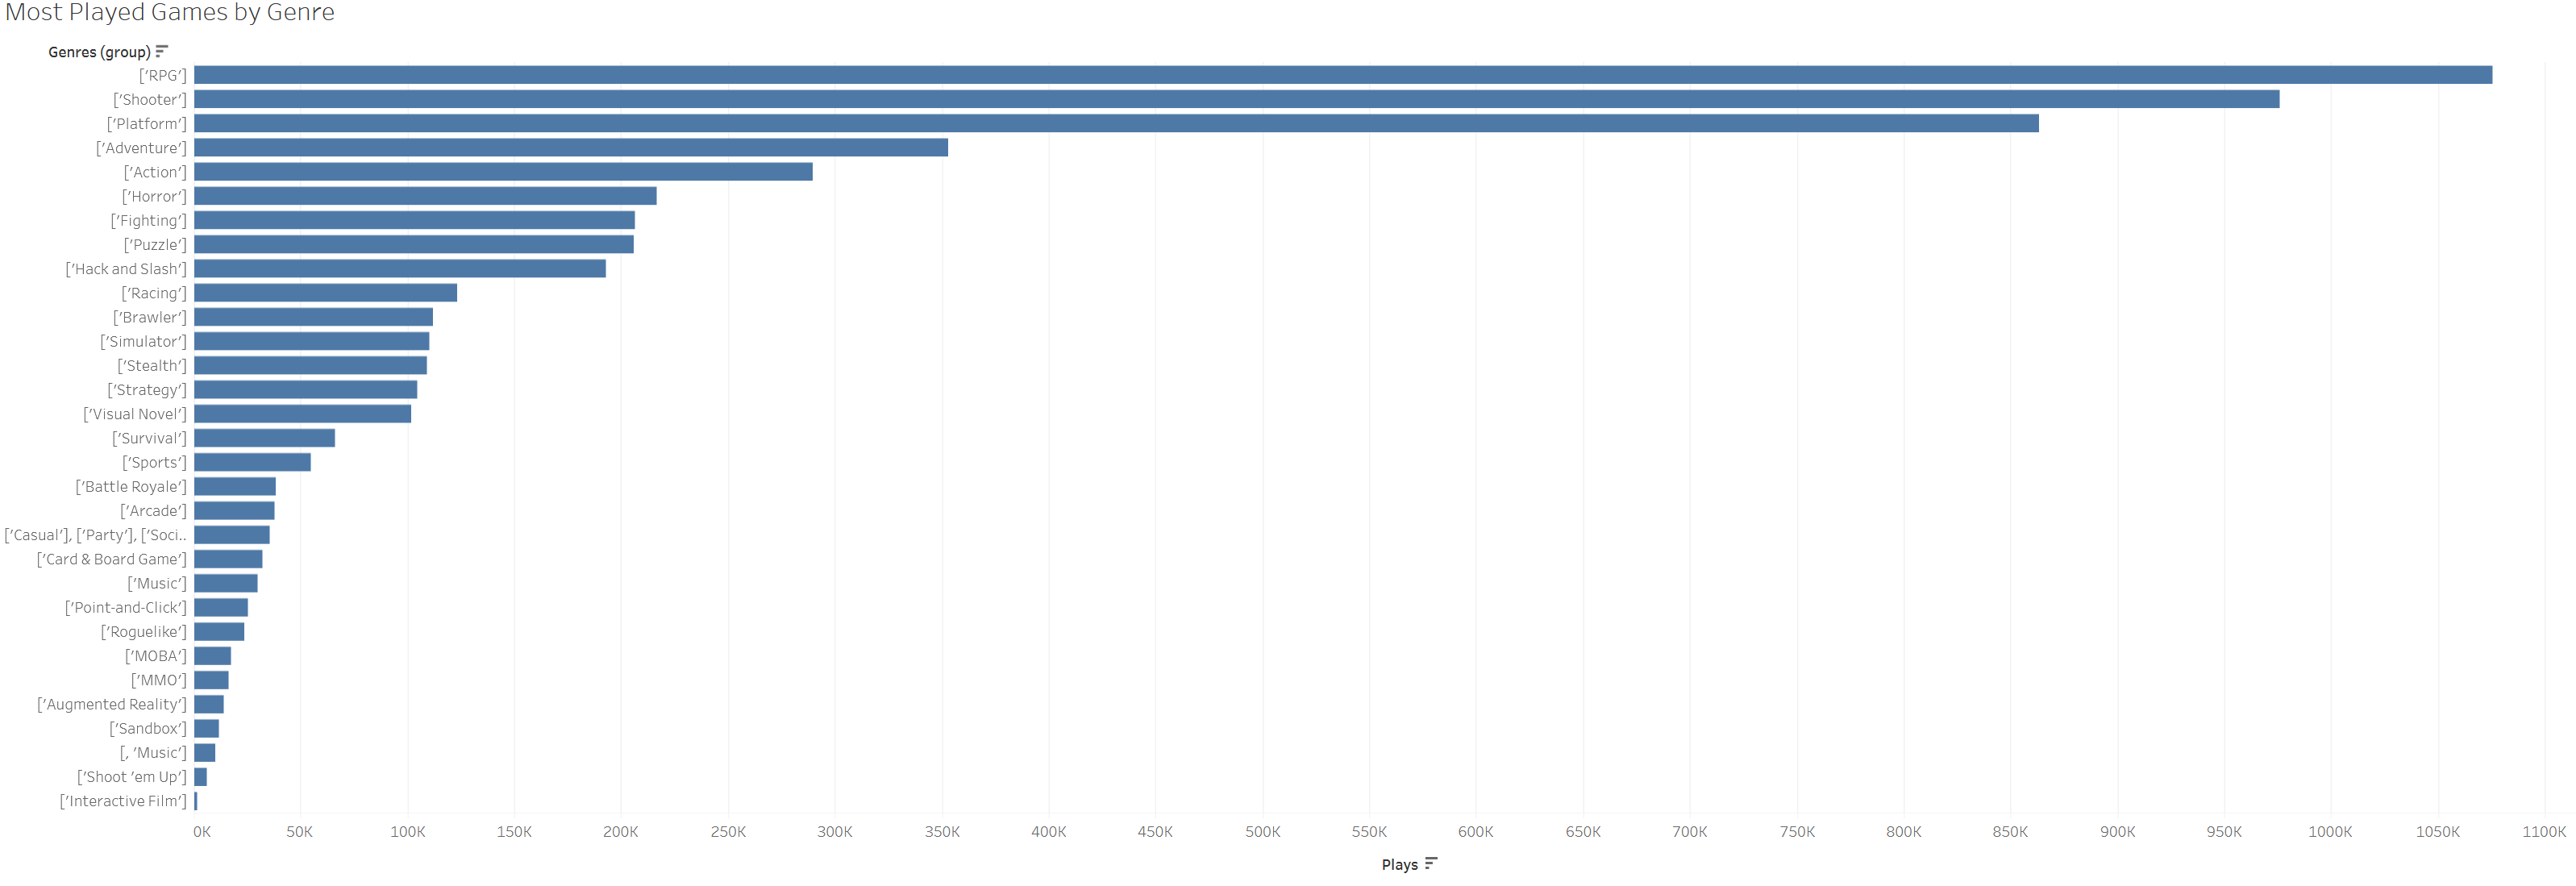 Most Played Games by Genre
Genres (group)
['RPG']
['Shooter']
['Platform']
['Adventure']
['Action']
['Horror']
['Fighting']
['Puzzle']
['Hack and Slash']
['Racing']
['Brawler']
['Simulator']
['Stealth']
['Strategy']
['Visual Novel']
['Survival']
['Sports']
['Battle Royale']
['Arcade']
['Casual'], ['Party'], ['Soci..
['Card & Board Game']
['Music']
['Point-and-Click']
['Roguelike']
['MOBA']
['MMO']
['Augmented Reality']
['Sandbox']
[, 'Music']
['Shoot 'em Up']
['Interactive Film']
0K 50K 100K 150K 200K 250K 300K 350K 400K 450K 500K 550K 600K 650K 700K 750K 800K 850K 900K 950K 1000K 1050K 1100K
Plays